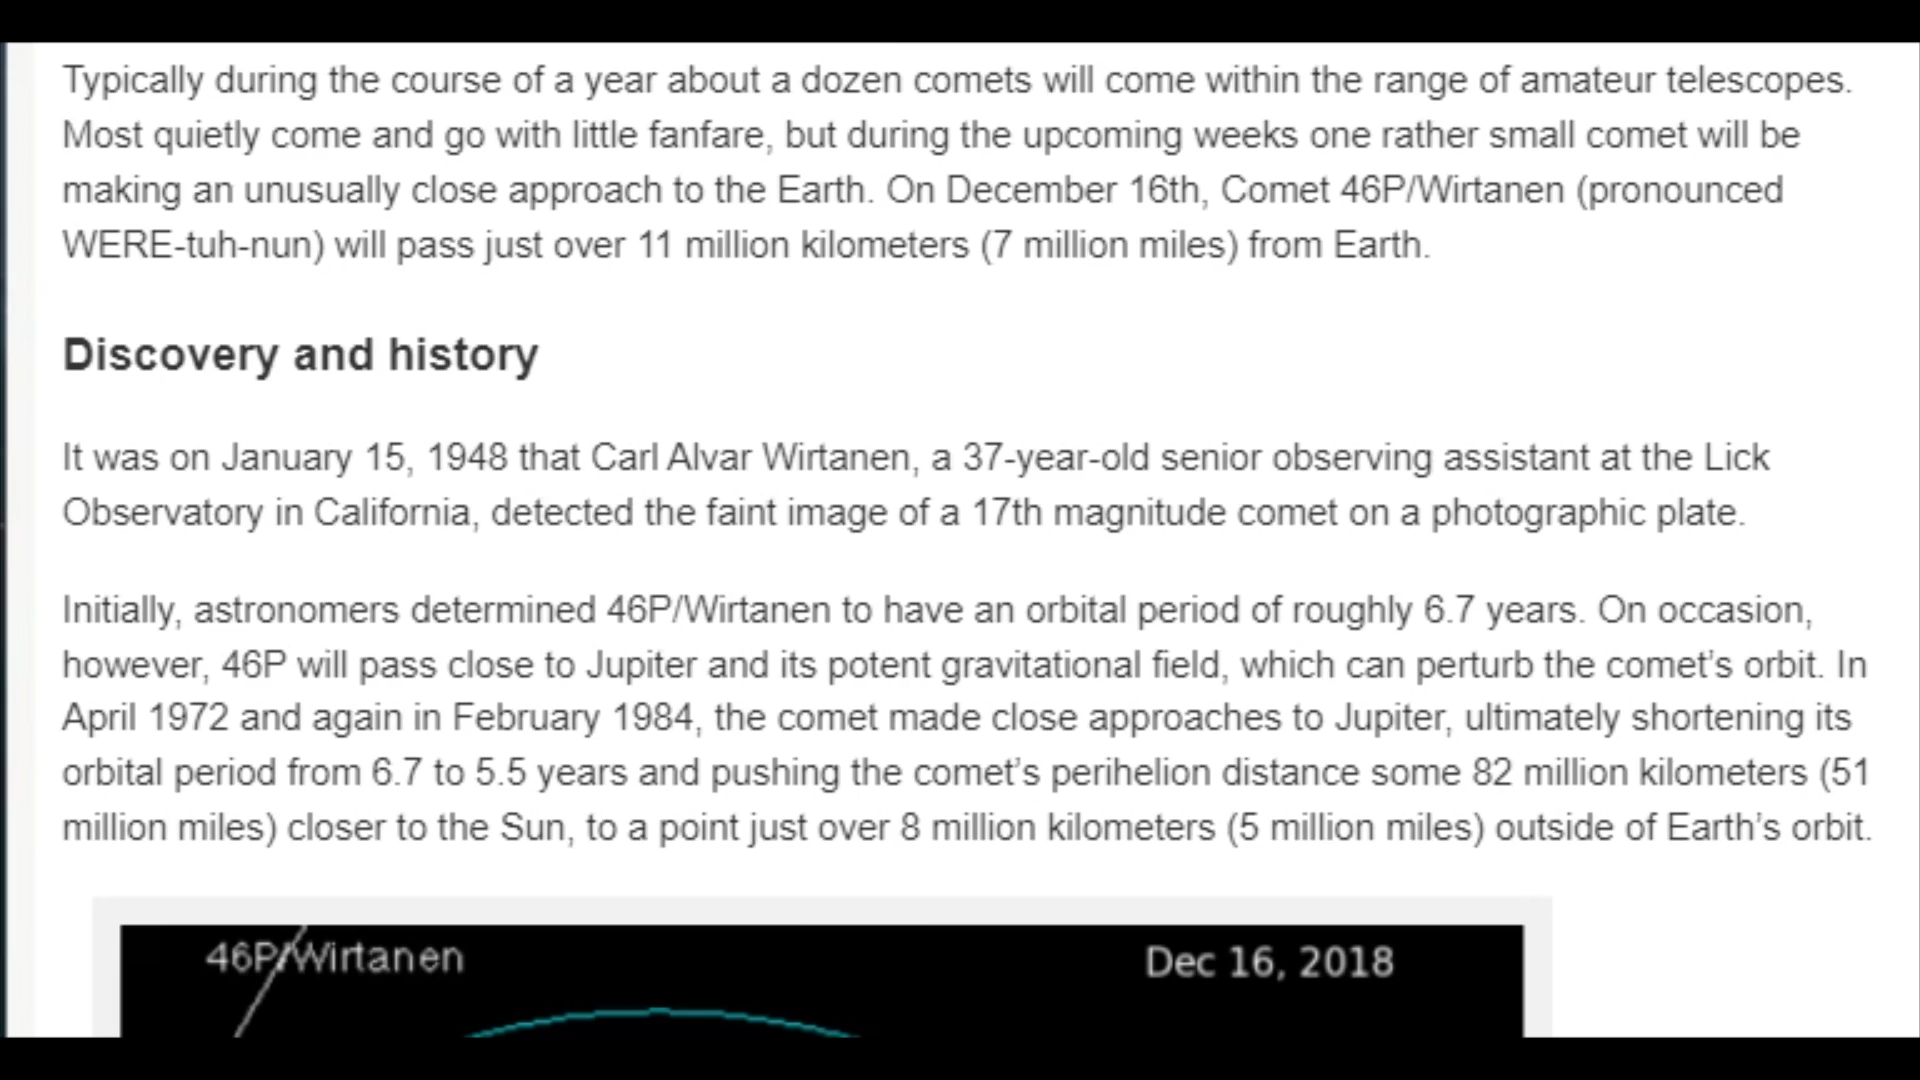 Typically during the course of a year about a dozen comets will come within the range of amateur telescopes.
Most quietly come and go with little fanfare, but during the upcoming weeks one rather small comet will be
making an unusually close approach to the Earth. On December 16th, Comet 46P/Wirtanen (pronounced
WERE-tuh-nun) will pass just over 11 million kilometers (7 million miles) from Earth.
Discovery and history
It was on January 15, 1948 that Carl Alvar Wirtanen, a 37-year-old senior observing assistant at the Lick
Observatory in California, detected the faint image of a 17th magnitude comet on a photographic plate.
Initially, astronomers determined 46P/Wirtanen to have an orbital period of roughly 6.7 years. On occasion,
however, 46P will pass close to Jupiter and its potent gravitational field, which can perturb the comet’s orbit. In
April 1972 and again in February 1984, the comet made close approaches to Jupiter, ultimately shortening its
orbital period from 6.7 to 5.5 years and pushing the comet’s perihelion distance some 82 million kilometers (51
million miles) closer to the Sun, to a point just over 8 million kilometers (5 million miles) outside of Earth’s orbit.
46P/Wirtanen
Dec 16, 2018